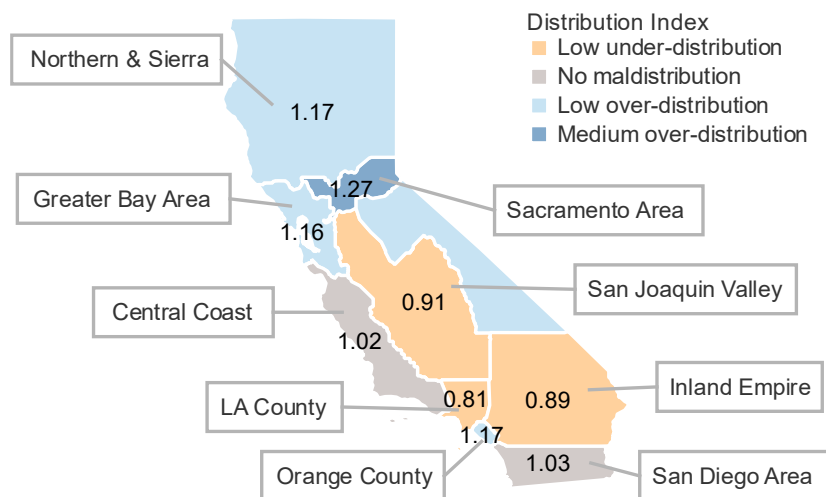 Distribution Index
Low under-distribution
No maldistribution
Low over-distribution
Medium over-distribution
Northern & Sierra
1.17
Greater Bay Area
1.16
1.27
Sacramento Area
Central Coast
1.02
0.91
San Joaquin Valley
LA County
0.81
0.89
Inland Empire
1.17
Orange County
1.03
San Diego Area